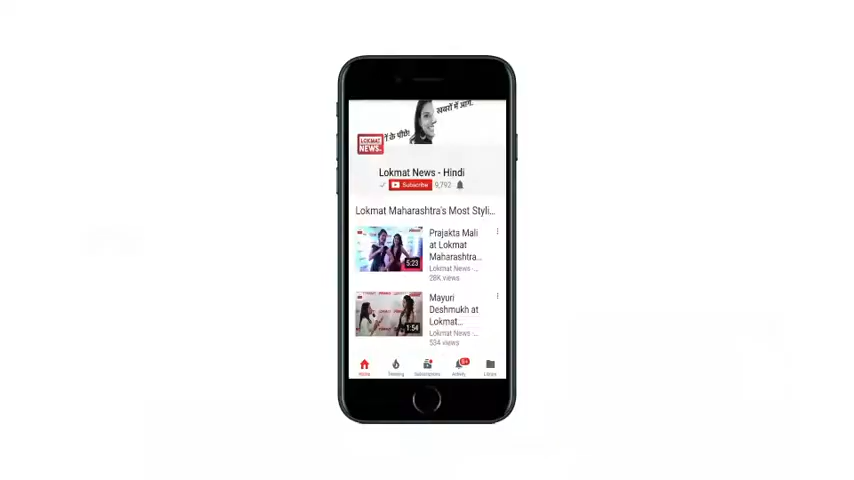 खबरों में आगे,
के पीछे!
LOKMAT
NEWS
Lokmat News - Hindi
Subscribe 9,792
Lokmat Maharashtra's Most Styli...
Prajakta Mali
at Lokmat
Maharashtra...
Lokmat News -...
28K views
5:23
Mayuri
Deshmukh at
Lokmat...
Lokmat News -...
534 views
1:54
Home Trending Subscriptions Activity Library
9+